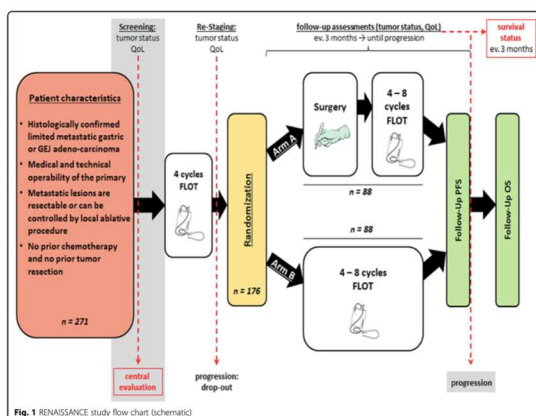 Screening:
tumor status
QoL
Re-Staging:
tumor status
QoL
follow-up assessments (tumor status, QoL)
ev. 3 months → until progression
survival
status
ev. 3 months
Patient characteristics
• Histologically confirmed
limited metastatic gastric
or GEJ adeno-carcinoma
• Medical and technical
operability of the primary
• Metastatic lesions are
resectable or can be
controlled by local ablative
procedure
• No prior chemotherapy
and no prior tumor
resection
n = 271
4 cycles
FLOT
Randomization
n = 176
Arm A
Surgery
4 – 8
cycles
FLOT
n = 88
n = 88
Arm B
4 – 8 cycles
FLOT
Follow-Up PFS
Follow-Up OS
central
evaluation
progression:
drop-out
progression
Fig. 1 RENAISSANCE study flow chart (schematic)